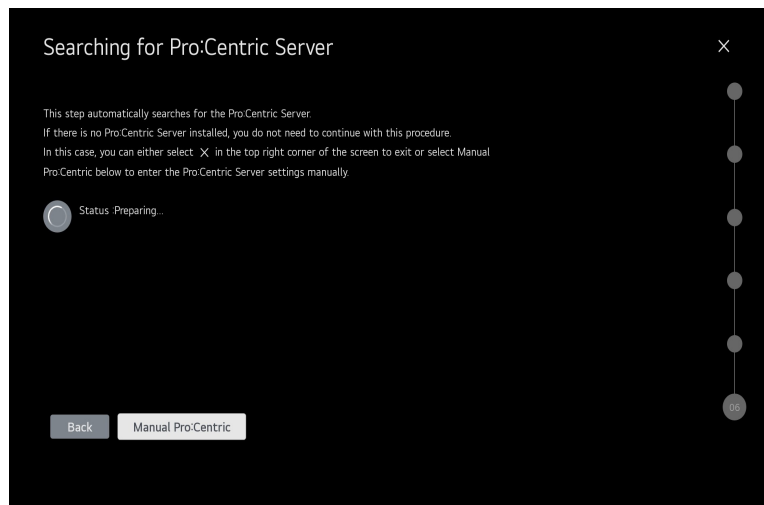 Searching for Pro:Centric Server
This step automatically searches for the Pro:Centric Server.
If there is no Pro:Centric Server installed, you do not need to continue with this procedure.
In this case, you can either select ✕ in the top right corner of the screen to exit or select Manual
Pro:Centric below to enter the Pro:Centric Server settings manually.
Status :Preparing...
06
Back
Manual Pro:Centric